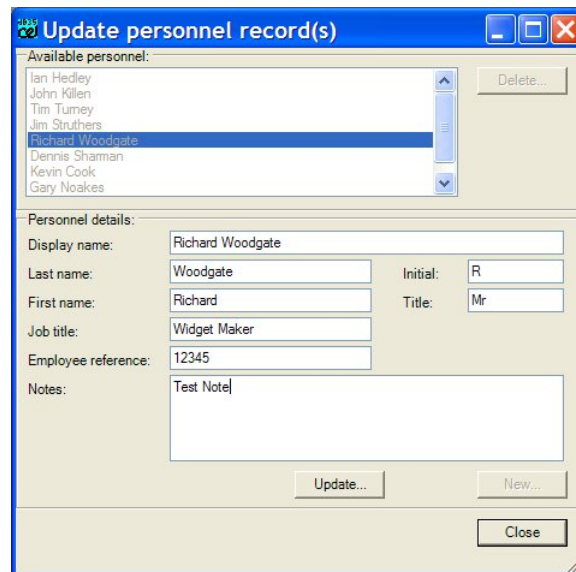 Update personnel record(s)
Available personnel:
Ian Hedley
John Killen
Tim Turney
Jim Struthers
Richard Woodgate
Dennis Sharman
Kevin Cook
Gary Noakes
Delete...
Personnel details:
Display name: Richard Woodgate
Last name: Woodgate Initial: R
First name: Richard Title: Mr
Job title: Widget Maker
Employee reference: 12345
Notes: Test Note
Update... New...
Close